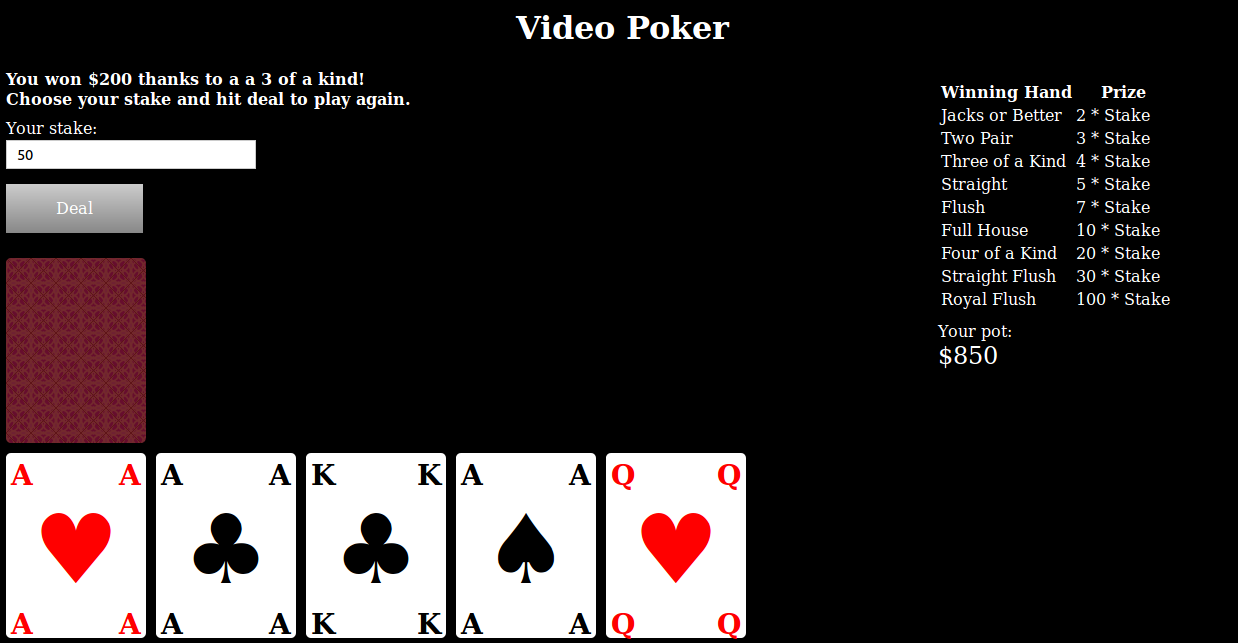 Video Poker
You won $200 thanks to a a 3 of a kind!
Choose your stake and hit deal to play again.
Your stake:
50
Deal
Winning Hand Prize
Jacks or Better 2 * Stake
Two Pair 3 * Stake
Three of a Kind 4 * Stake
Straight 5 * Stake
Flush 7 * Stake
Full House 10 * Stake
Four of a Kind 20 * Stake
Straight Flush 30 * Stake
Royal Flush 100 * Stake
Your pot:
$850
A A A A K K A A Q Q
A A A A K K A A Q Q